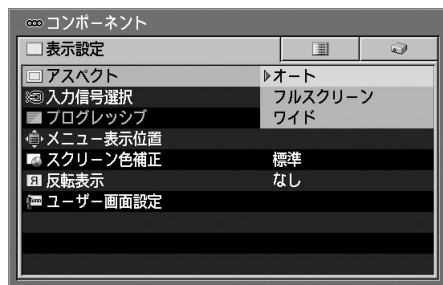 コンポーネント
表示設定
アスペクト オート
入力信号選択 フルスクリーン
プログレッシブ ワイド
メニュー表示位置
スクリーン色補正 標準
反転表示 なし
ユーザー画面設定